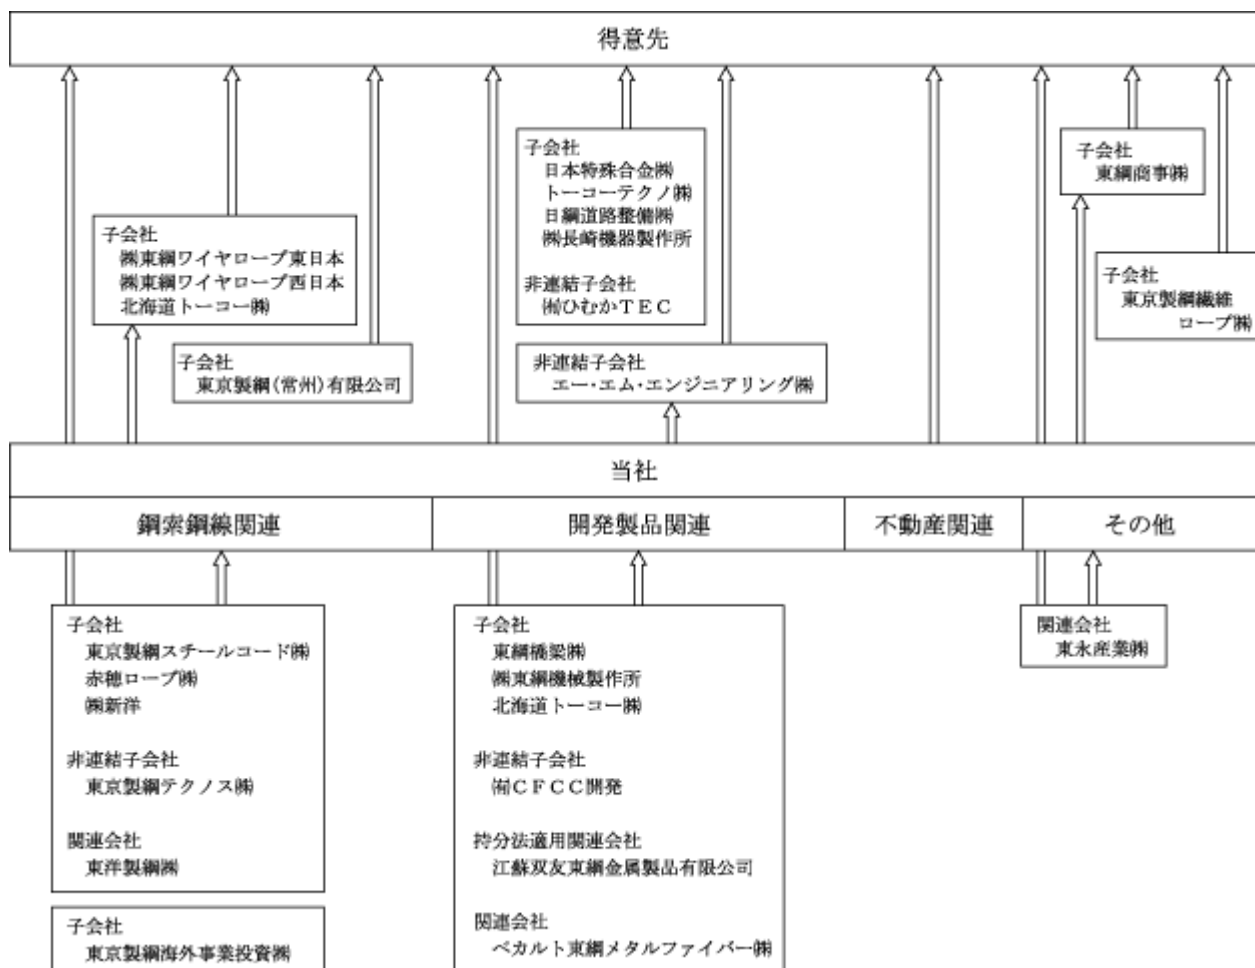 得意先
子会社
日本特殊合金㈱
トーコーテクノ㈱
日綱道路整備㈱
㈱長崎機器製作所
非連結子会社
㈲ひむかＴＥＣ
子会社
東綱商事㈱
子会社
㈱東綱ワイヤロープ東日本
㈱東綱ワイヤロープ西日本
北海道トーコー㈱
子会社
東京製綱繊維
ロープ㈱
子会社
東京製綱(常州)有限公司
非連結子会社
エー・エム・エンジニアリング㈱
当社
鋼索鋼線関連
開発製品関連
不動産関連
その他
子会社
東京製綱スチールコード㈱
赤穂ロープ㈱
㈱新洋
非連結子会社
東京製綱テクノス㈱
関連会社
東洋製綱㈱
子会社
東京製綱海外事業投資㈱
子会社
東綱橋梁㈱
㈱東綱機械製作所
北海道トーコー㈱
非連結子会社
㈲ＣＦＣＣ開発
持分法適用関連会社
江蘇双友東綱金属製品有限公司
関連会社
ベカルト東綱メタルファイバー㈱
関連会社
東永産業㈱